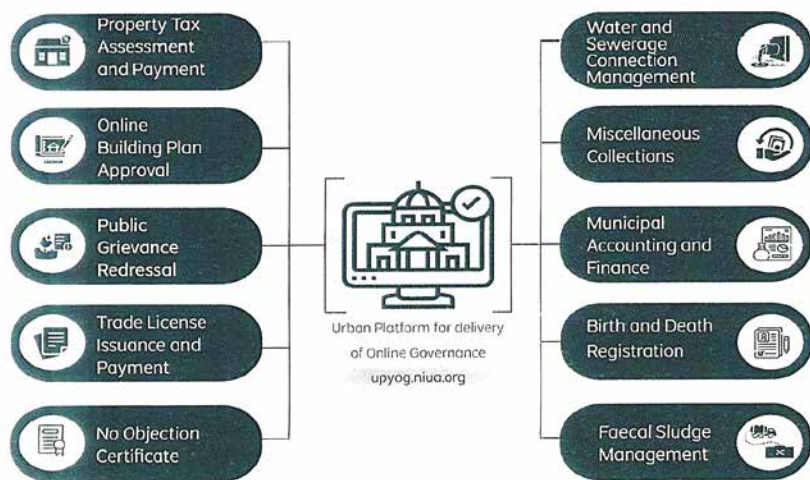 Property Tax
Assessment
and Payment
Online
Building Plan
Approval
Public
Grievance
Redressal
Trade License
Issuance and
Payment
No Objection
Certificate
Urban Platform for delivery
of Online Governance
upyog.niua.org
Water and
Sewerage
Connection
Management
Miscellaneous
Collections
Municipal
Accounting and
Finance
Birth and Death
Registration
Faecal Sludge
Management